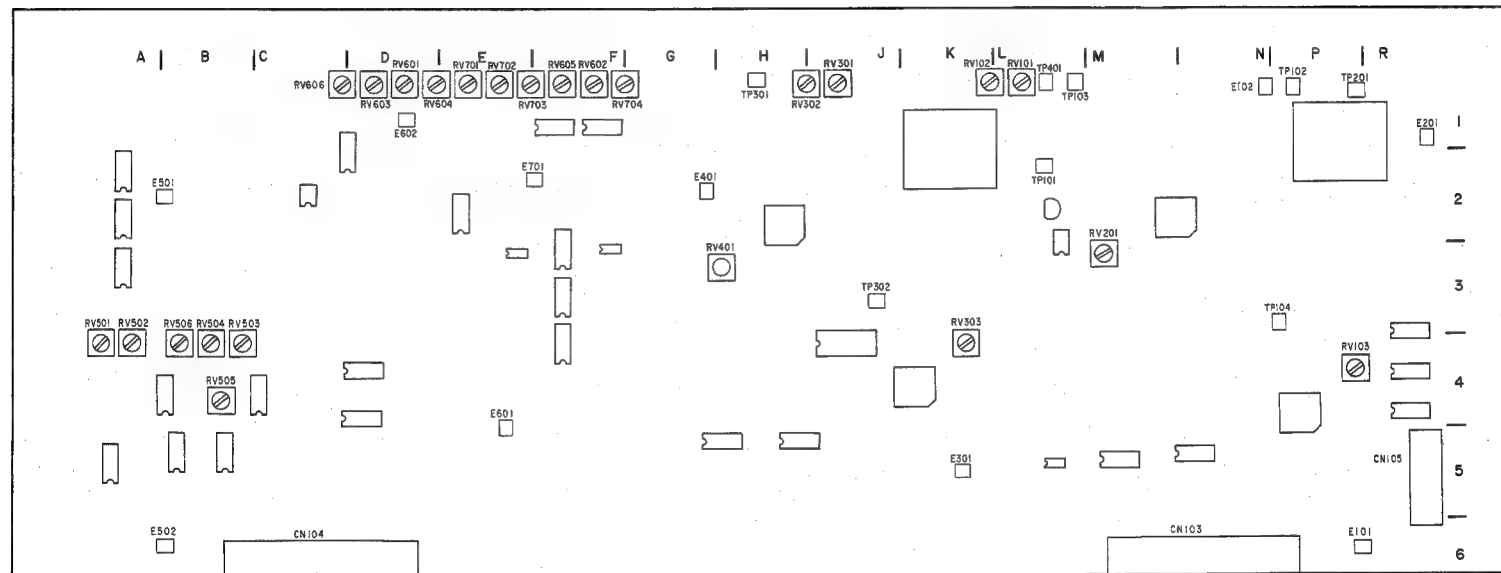 A B C D E F G H J K L M N P R
RV601 RV701 RV702 RV605 RV602 RV301 RV102 RV101 TP401 TP102 TP201
RV606 E102
RV603 RV604 RV703 RV704 TP301 RV302 TP103
E602 E201 1
E701 TP101
E501 E401 2
RV401 RV201
TP302 3
TP104
RV501 RV502 RV506 RV504 RV503 RV303
RV103
RV505 4
E601
E301 CN105 5
E502 CN104 CN103 E101
6